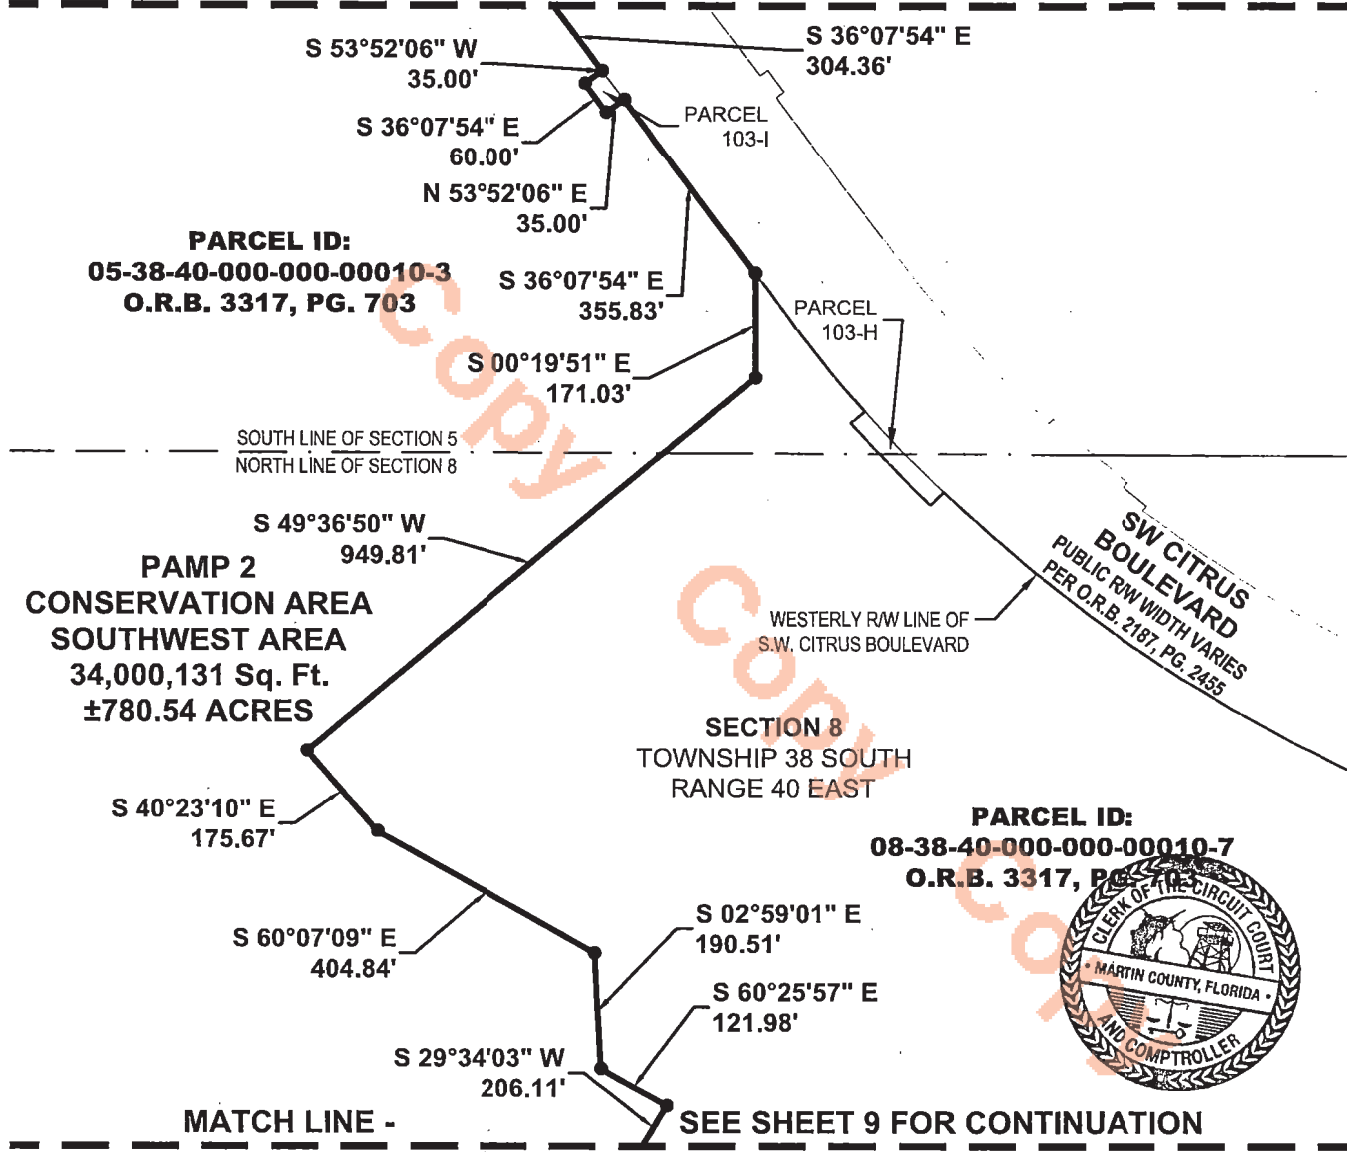 S 36°07'54" E
304.36'
S 53°52'06" W
35.00'
PARCEL
103-I
S 36°07'54" E
60.00'
N 53°52'06" E
35.00'
PARCEL ID:
05-38-40-000-000-00010-3
O.R.B. 3317, PG. 703
S 36°07'54" E
355.83'
PARCEL
103-H
S 00°19'51" E
171.03'
SOUTH LINE OF SECTION 5
NORTH LINE OF SECTION 8
S 49°36'50" W
949.81'
SW CITRUS
BOULEVARD
PUBLIC R/W WIDTH VARIES
PER O.R.B. 2187, PG. 2455
PAMP 2
CONSERVATION AREA
SOUTHWEST AREA
34,000,131 Sq. Ft.
±780.54 ACRES
WESTERLY R/W LINE OF
S.W. CITRUS BOULEVARD
SECTION 8
TOWNSHIP 38 SOUTH
RANGE 40 EAST
S 40°23'10" E
175.67'
PARCEL ID:
08-38-40-000-000-00010-7
O.R.B. 3317, PG. 703
S 60°07'09" E
404.84'
S 02°59'01" E
190.51'
S 60°25'57" E
121.98'
S 29°34'03" W
206.11'
CLERK OF THE CIRCUIT COURT
• MARTIN COUNTY, FLORIDA •
AND COMPTROLLER
MATCH LINE - SEE SHEET 9 FOR CONTINUATION
Copy
Copy
Copy